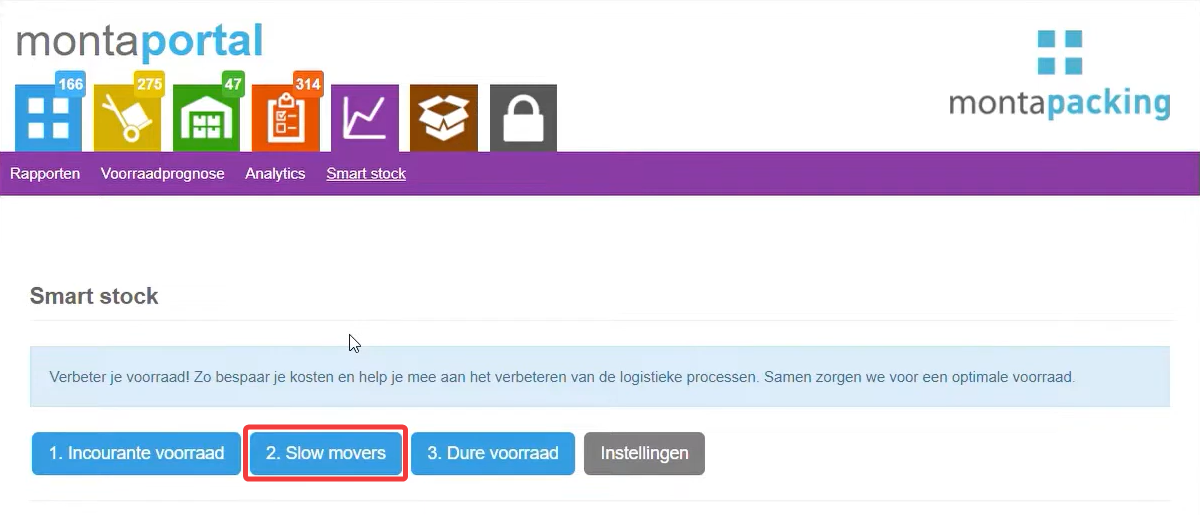 montaportal
166
275
47
314
montapacking
Rapporten Voorraadprognose Analytics Smart stock
Smart stock
Verbeter je voorraad! Zo bespaar je kosten en help je mee aan het verbeteren van de logistieke processen. Samen zorgen we voor een optimale voorraad.
1. Incourante voorraad 2. Slow movers 3. Dure voorraad Instellingen